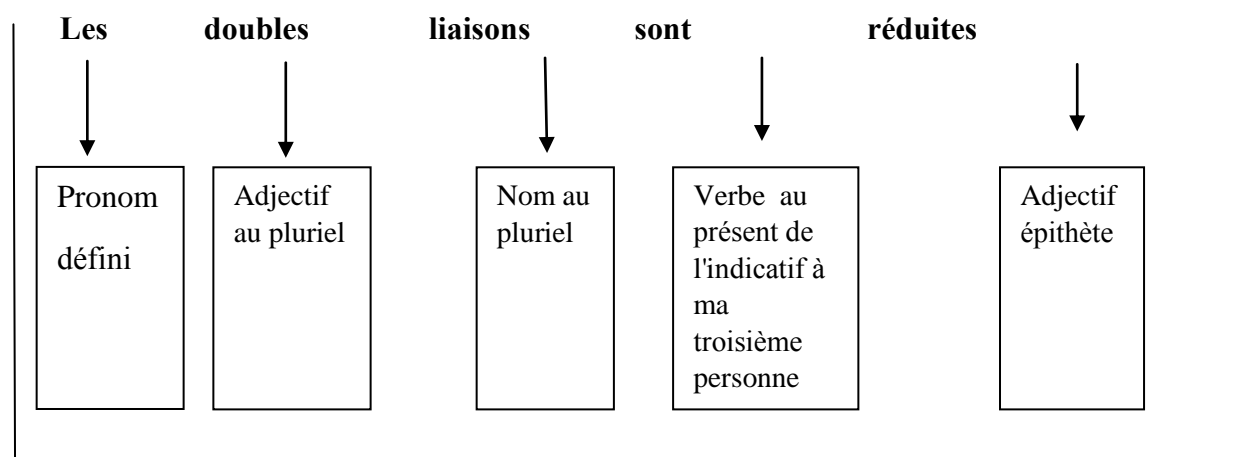 Les doubles liaisons sont réduites
Pronom
défini
Adjectif
au pluriel
Nom au
pluriel
Verbe au
présent de
l'indicatif à
ma
troisième
personne
Adjectif
épithète